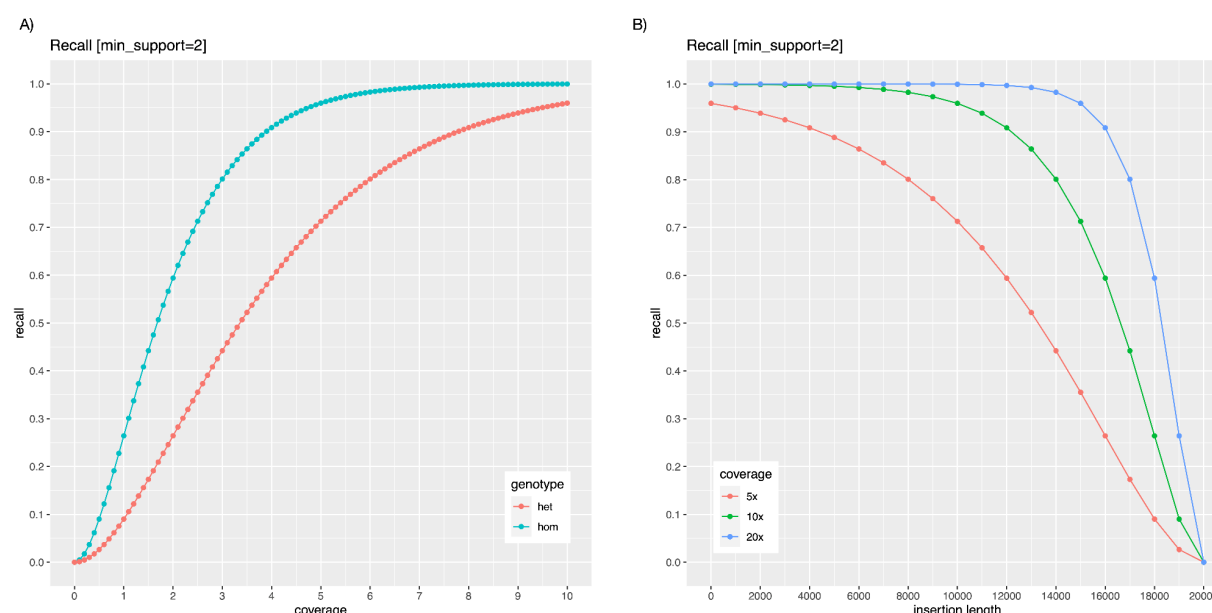 A)
Recall [min_support=2]
1.0
0.9
0.8
0.7
0.6
0.5
0.4
0.3
0.2
0.1
0.0
recall
0 1 2 3 4 5 6 7 8 9 10
coverage
genotype
het
hom
B)
Recall [min_support=2]
1.0
0.9
0.8
0.7
0.6
0.5
0.4
0.3
0.2
0.1
0.0
recall
0 2000 4000 6000 8000 10000 12000 14000 16000 18000 2000
insertion length
coverage
5x
10x
20x